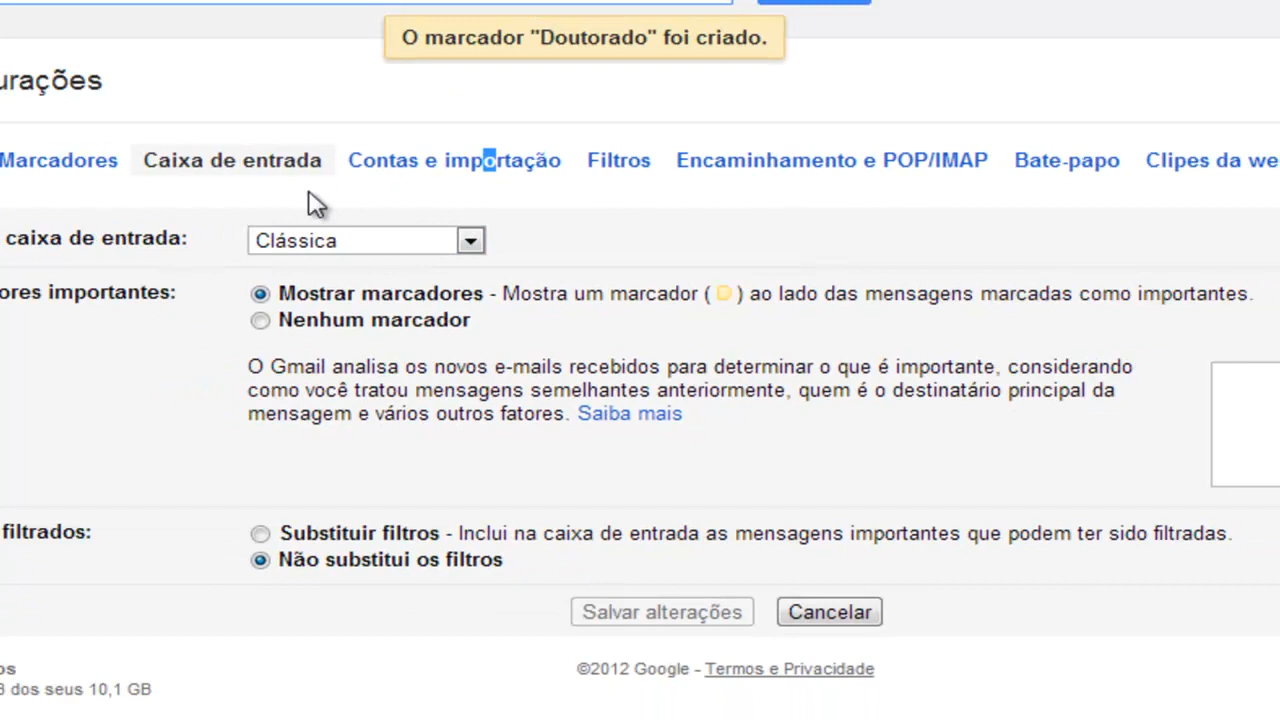 O marcador "Doutorado" foi criado.
urações
Marcadores Caixa de entrada Contas e importação Filtros Encaminhamento e POP/IMAP Bate-papo Clipes da we
caixa de entrada: Clássica
ores importantes: Mostrar marcadores - Mostra um marcador ( ) ao lado das mensagens marcadas como importantes.
Nenhum marcador
O Gmail analisa os novos e-mails recebidos para determinar o que é importante, considerando
como você tratou mensagens semelhantes anteriormente, quem é o destinatário principal da
mensagem e vários outros fatores. Saiba mais
filtrados: Substituir filtros - Inclui na caixa de entrada as mensagens importantes que podem ter sido filtradas.
Não substitui os filtros
Salvar alterações Cancelar
os ©2012 Google - Termos e Privacidade
B dos seus 10,1 GB